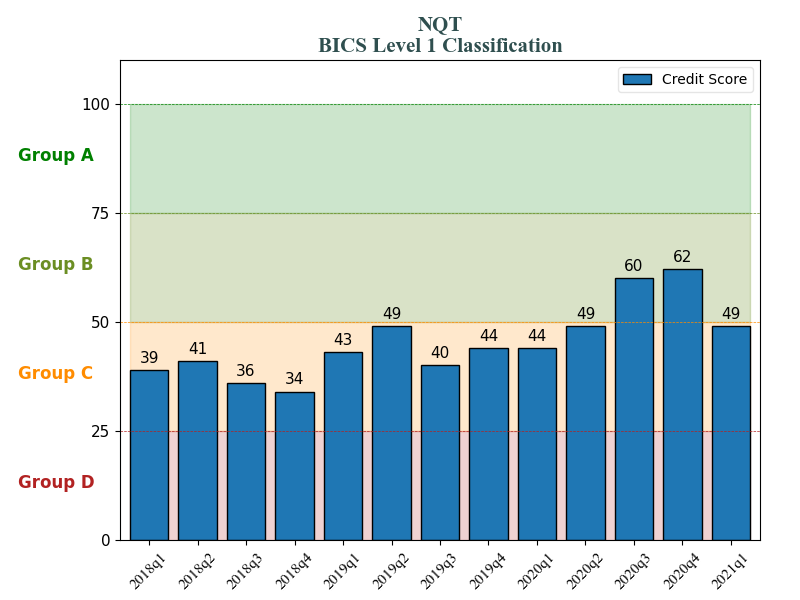 NQT
BICS Level 1 Classification
Credit Score
100
Group A
75
Group B
62
60
50
49
49
49
44
44
43
41
40
39
Group C
36
34
25
Group D
0
2018q1
2018q2
2018q3
2018q4
2019q1
2019q2
2019q3
2019q4
2020q1
2020q2
2020q3
2020q4
2021q1